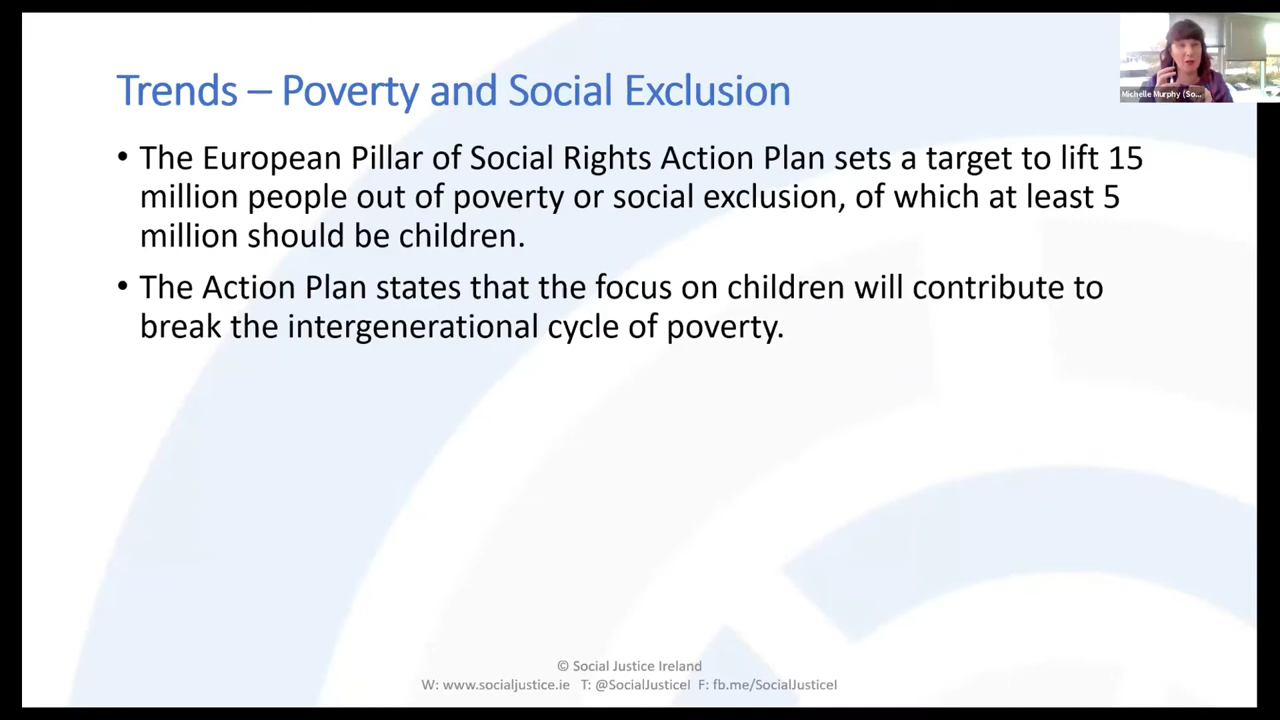 Trends – Poverty and Social Exclusion
Michelle Murphy (So...
• The European Pillar of Social Rights Action Plan sets a target to lift 15
million people out of poverty or social exclusion, of which at least 5
million should be children.
• The Action Plan states that the focus on children will contribute to
break the intergenerational cycle of poverty.
© Social Justice Ireland
W: www.socialjustice.ie T: @SocialJusticeI F: fb.me/SocialJusticeI